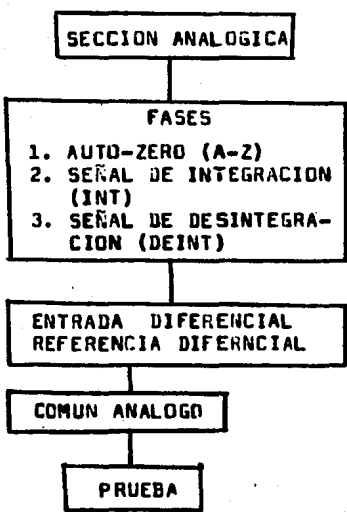 SECCION ANALOGICA
FASES
1. AUTO-ZERO (A-Z)
2. SEÑAL DE INTEGRACION
(INT)
3. SEÑAL DE DESINTEGRA-
CION (DEINT)
ENTRADA DIFERENCIAL
REFERENCIA DIFERNCIAL
COMUN ANALOGO
PRUEBA